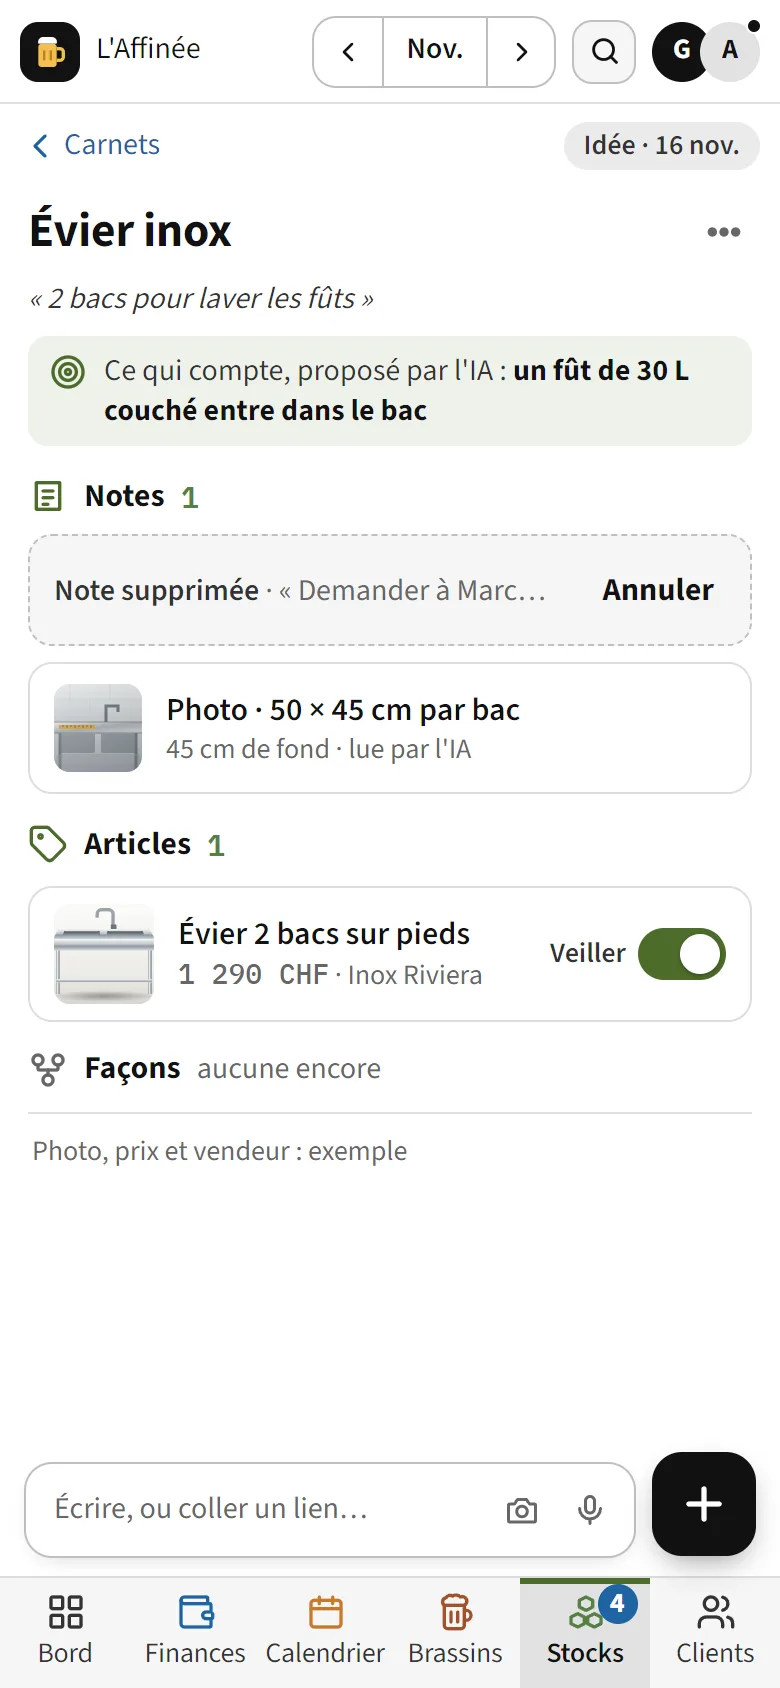 L'Affinée
Nov.
G
A
Carnets
Idée · 16 nov.
Évier inox
« 2 bacs pour laver les fûts »
Ce qui compte, proposé par l'IA : un fût de 30 L
couché entre dans le bac
Notes 1
Note supprimée · « Demander à Marc…
Annuler
Photo · 50 × 45 cm par bac
45 cm de fond · lue par l'IA
Articles 1
Évier 2 bacs sur pieds
1 290 CHF · Inox Riviera
Veiller
Façons aucune encore
Photo, prix et vendeur : exemple
Écrire, ou coller un lien…
4
Bord
Finances
Calendrier
Brassins
Stocks
Clients